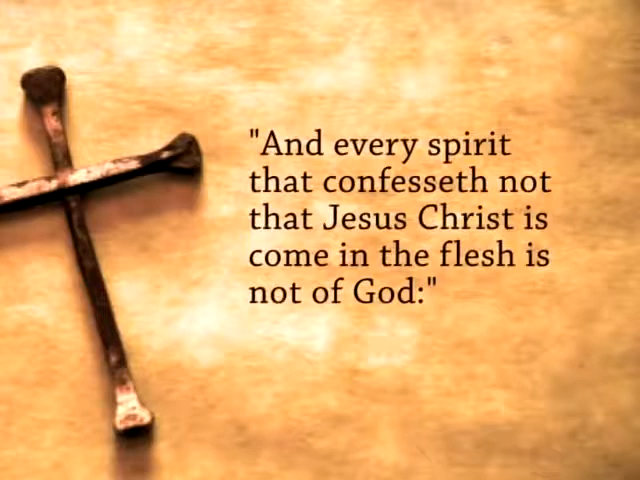 "And every spirit
that confesseth not
that Jesus Christ is
come in the flesh is
not of God:"